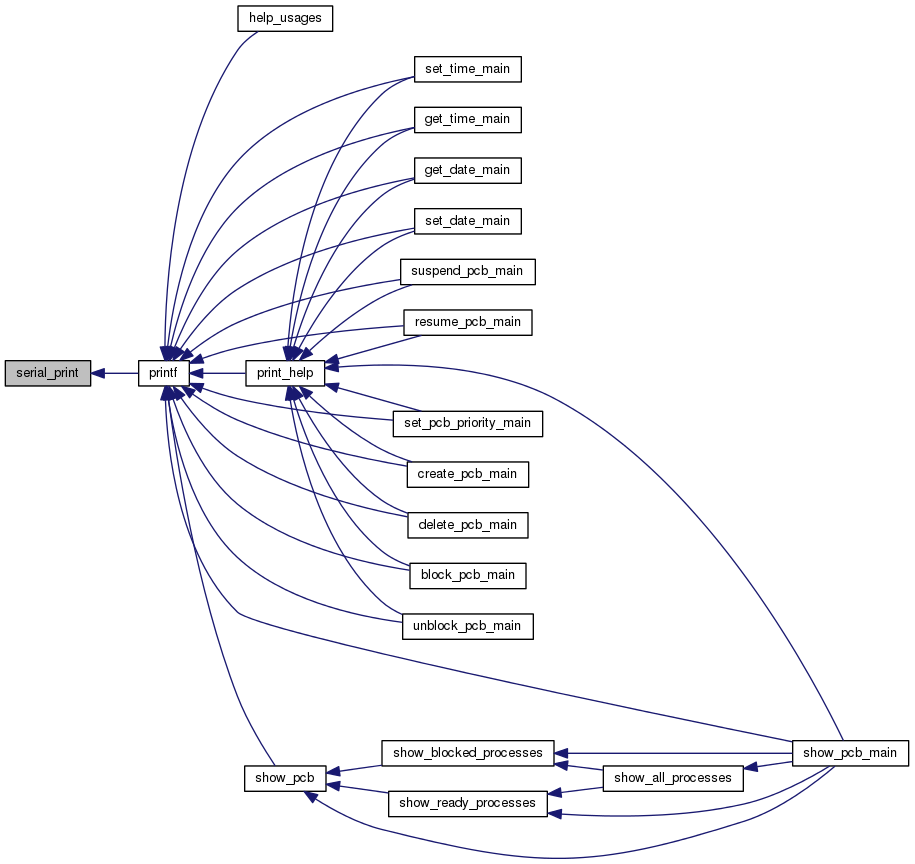 help_usages
set_time_main
get_time_main
get_date_main
set_date_main
suspend_pcb_main
resume_pcb_main
serial_print
printf
print_help
set_pcb_priority_main
create_pcb_main
delete_pcb_main
block_pcb_main
unblock_pcb_main
show_blocked_processes
show_pcb_main
show_pcb
show_all_processes
show_ready_processes